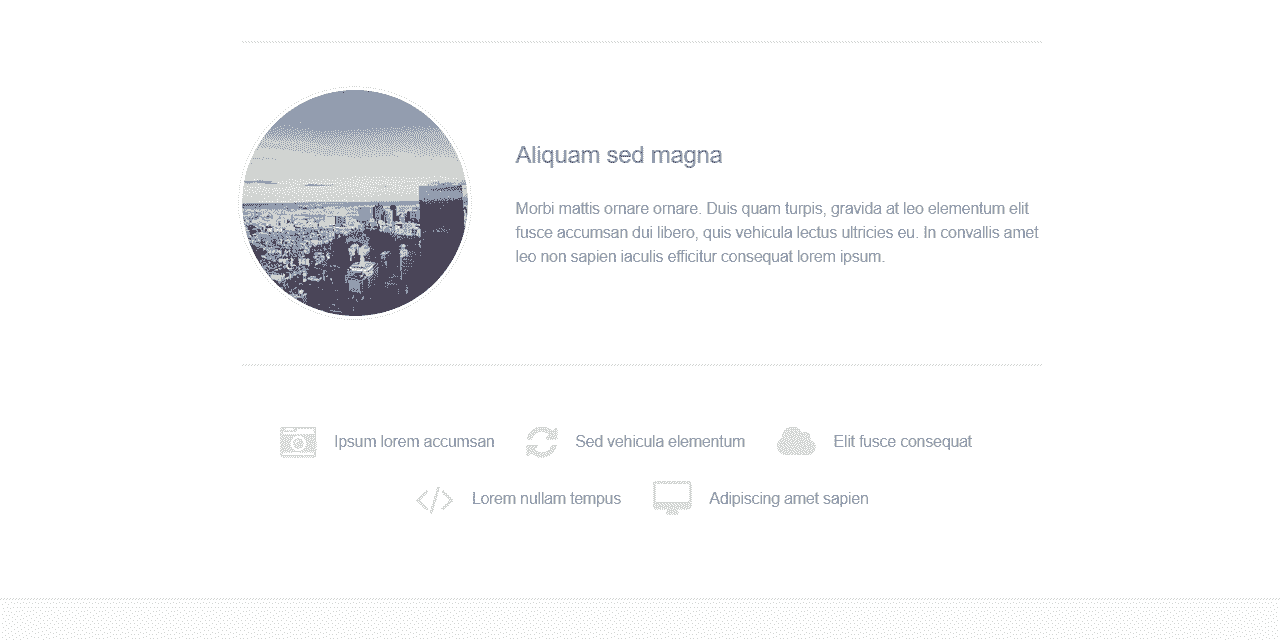 Aliquam sed magna
Morbi mattis ornare ornare. Duis quam turpis, gravida at leo elementum elit
fusce accumsan dui libero, quis vehicula lectus ultricies eu. In convallis amet
leo non sapien iaculis efficitur consequat lorem ipsum.
Ipsum lorem accumsan
Sed vehicula elementum
Elit fusce consequat
Lorem nullam tempus
Adipiscing amet sapien